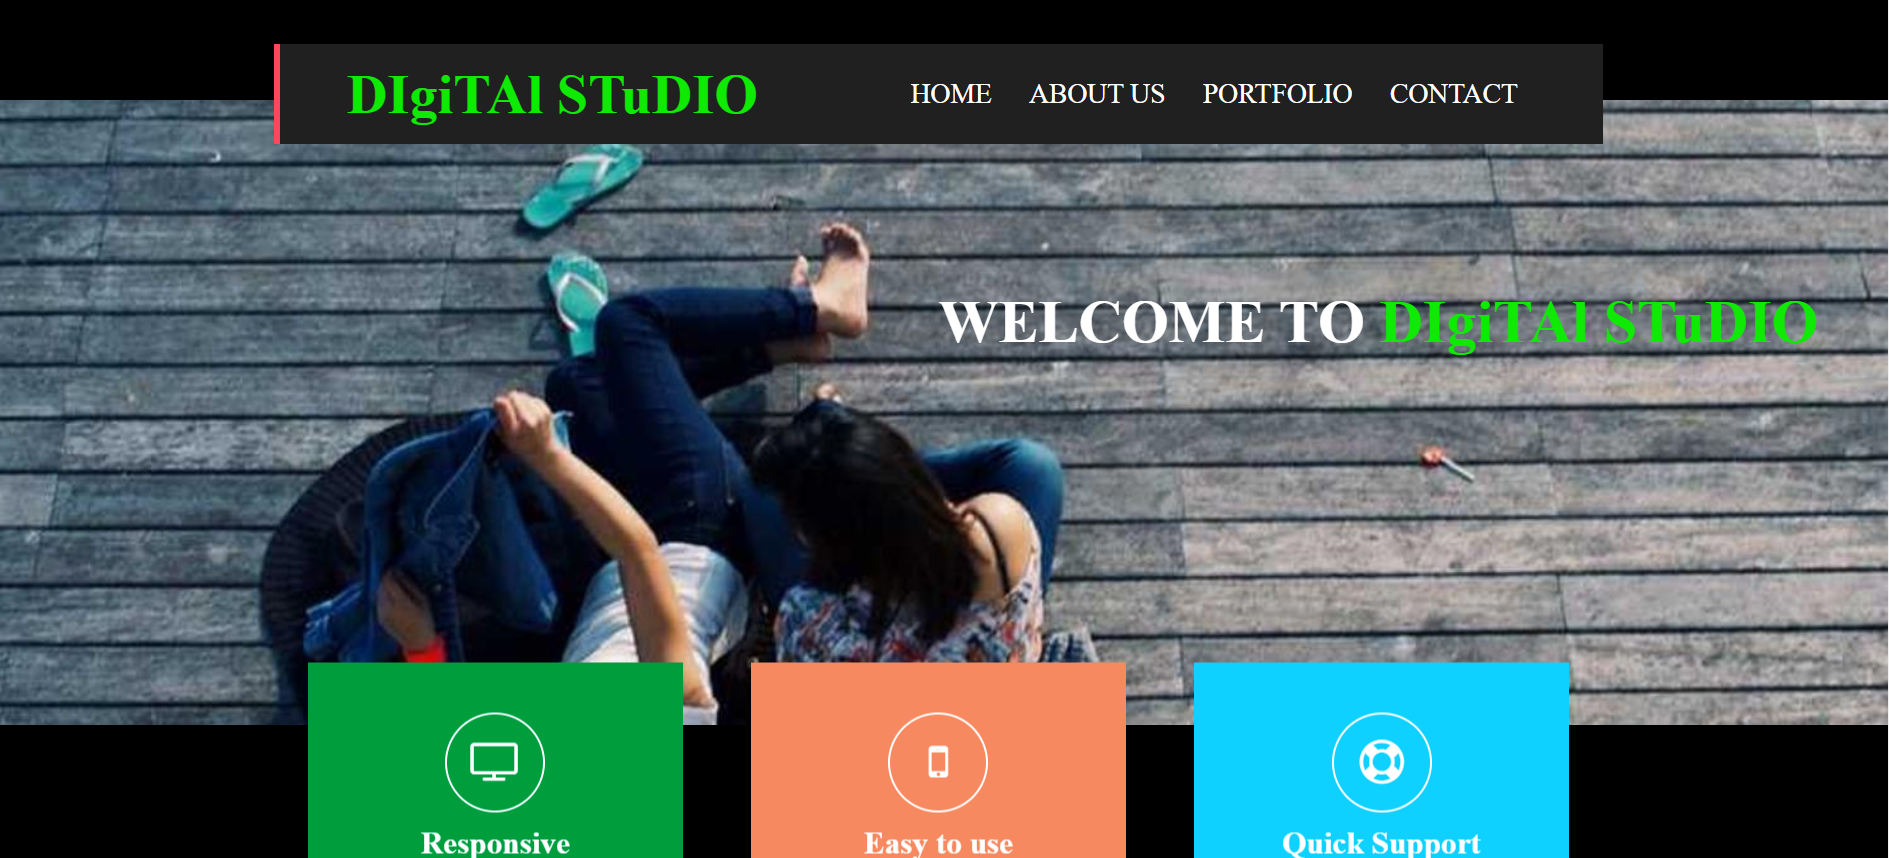 DIgiTAl STuDIO
HOME ABOUT US PORTFOLIO CONTACT
WELCOME TO DIgiTAl STuDIO
Responsive
Easy to use
Quick Support